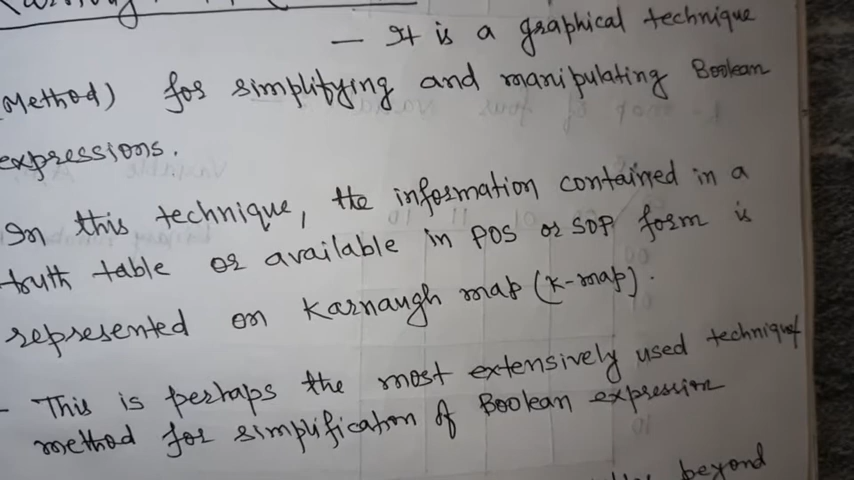 — It is a graphical technique
(Method) for simplifying and manipulating Boolean
expressions.
In this technique, the information contained in a
truth table or available in POS or SOP form is
represented on Karnaugh map (K-map).
- This is perhaps the most extensively used technique/
method for simplification of Boolean expression
beyond